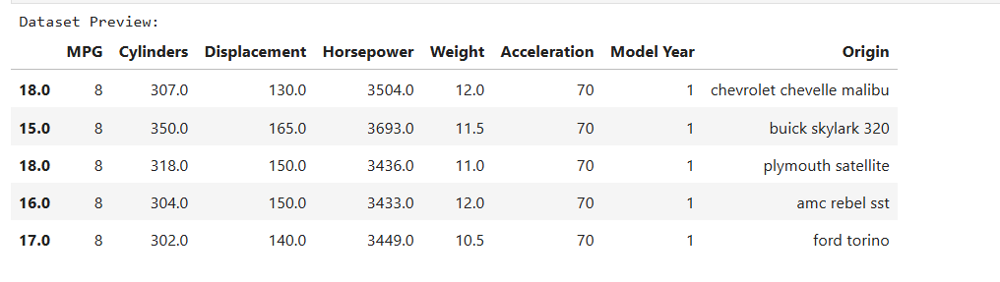 Dataset Preview:
MPG Cylinders Displacement Horsepower Weight Acceleration Model Year Origin
18.0 8 307.0 130.0 3504.0 12.0 70 1 chevrolet chevelle malibu
15.0 8 350.0 165.0 3693.0 11.5 70 1 buick skylark 320
18.0 8 318.0 150.0 3436.0 11.0 70 1 plymouth satellite
16.0 8 304.0 150.0 3433.0 12.0 70 1 amc rebel sst
17.0 8 302.0 140.0 3449.0 10.5 70 1 ford torino